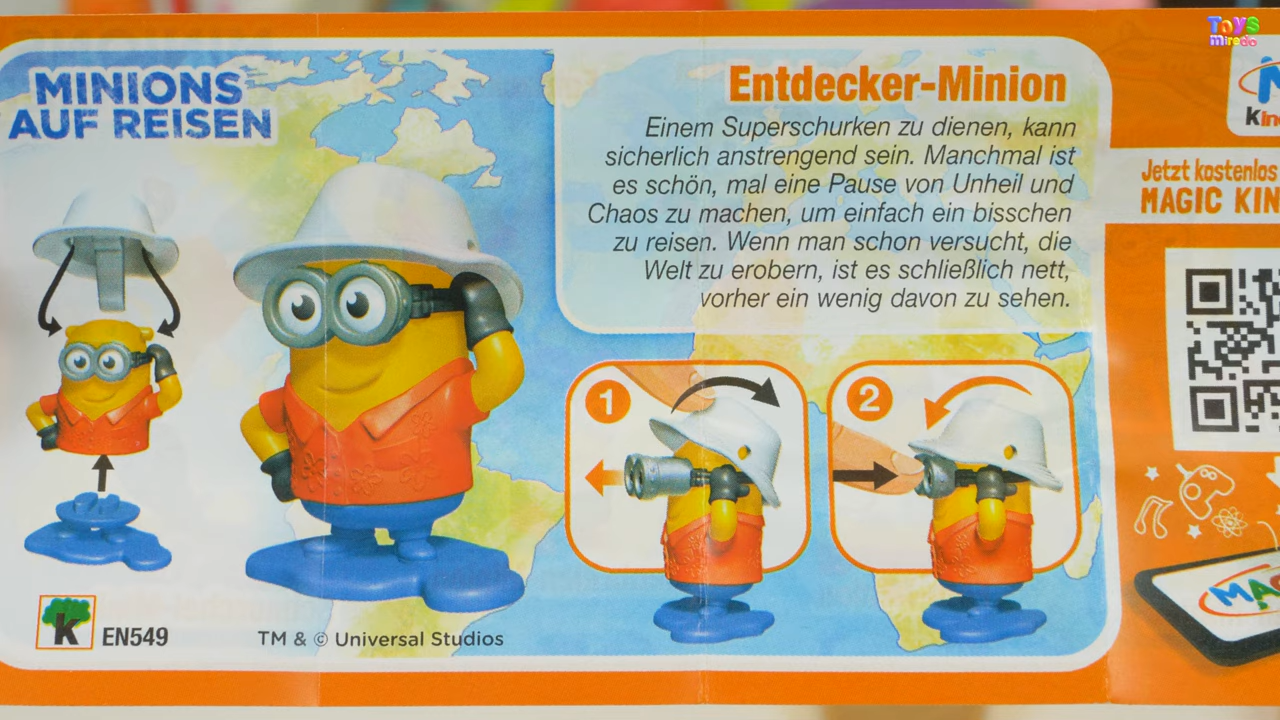 Toys
miredo
MINIONS
AUF REISEN
Entdecker-Minion
Einem Superschurken zu dienen, kann
sicherlich anstrengend sein. Manchmal ist
es schön, mal eine Pause von Unheil und
Chaos zu machen, um einfach ein bisschen
zu reisen. Wenn man schon versucht, die
Welt zu erobern, ist es schließlich nett,
vorher ein wenig davon zu sehen.
1
2
K EN549
TM & © Universal Studios
Jetzt kostenlos
MAGIC KIN